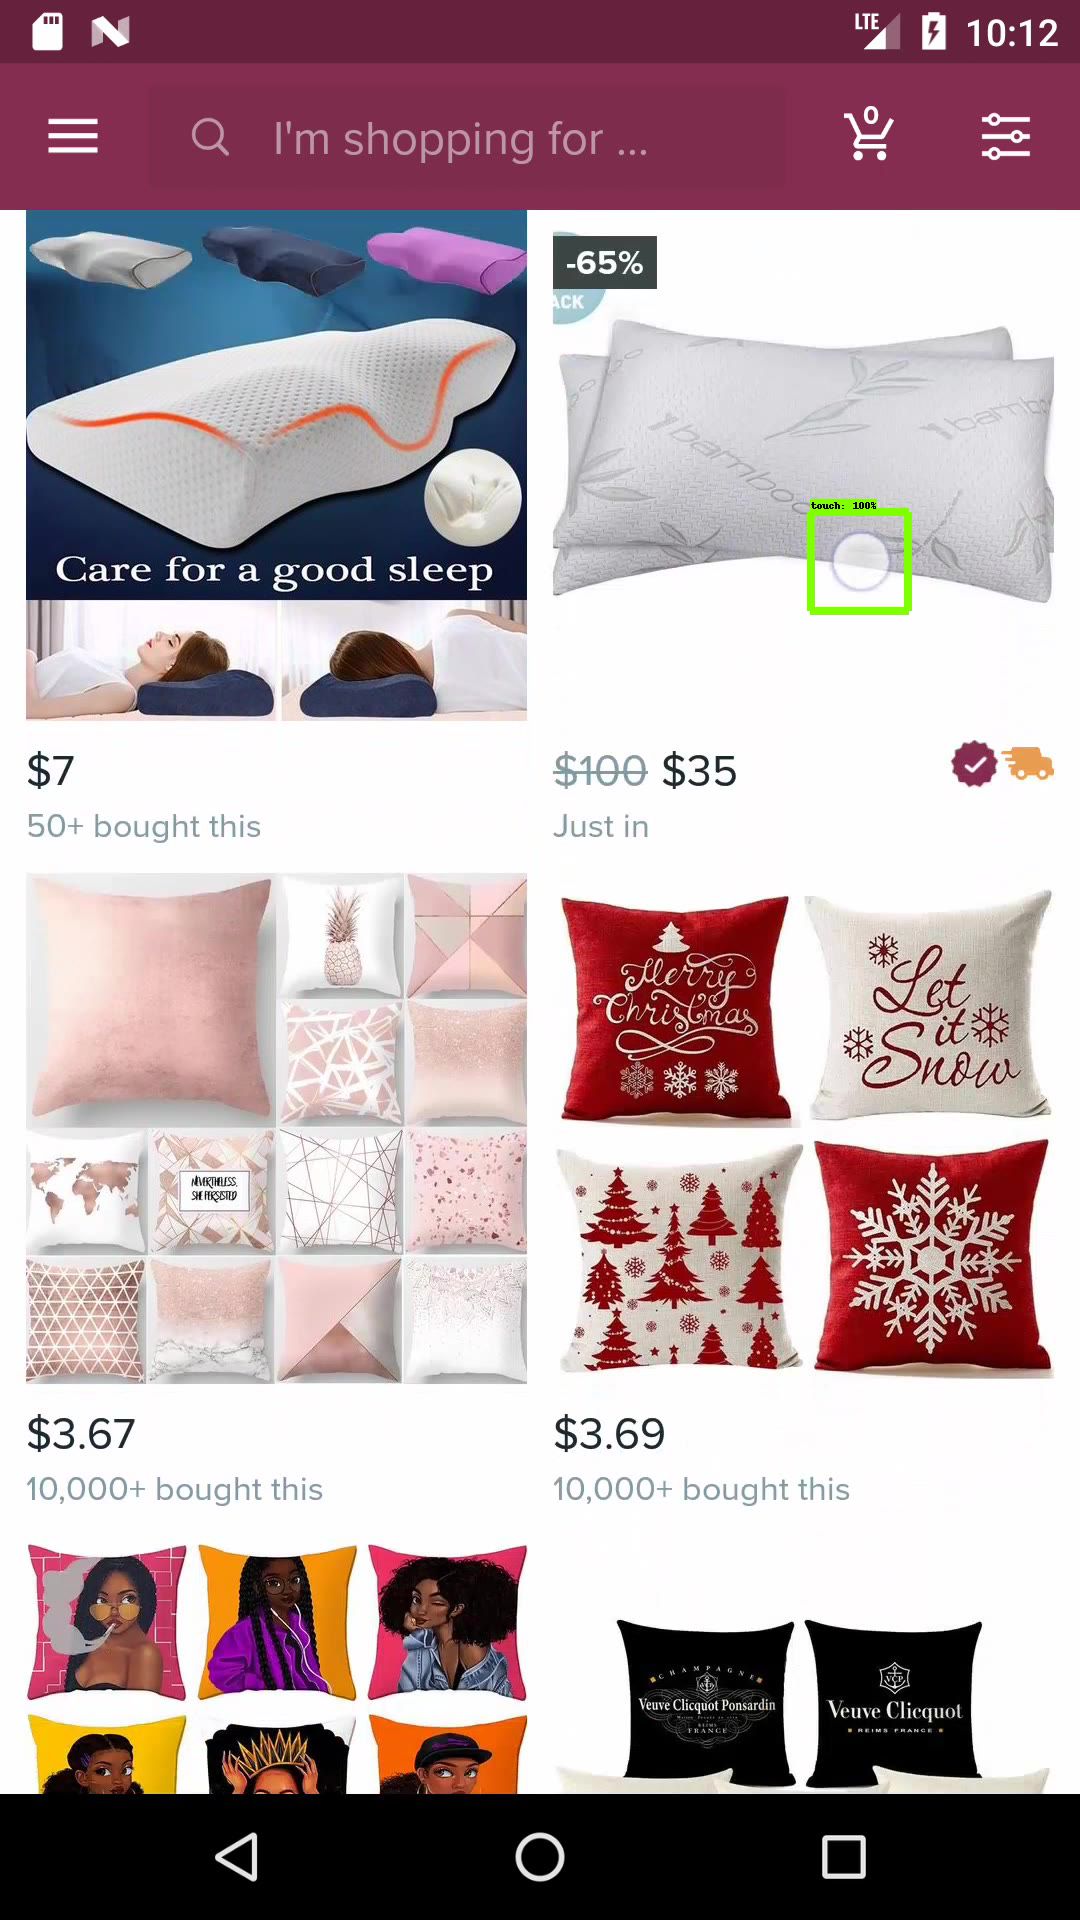 LTE 10:12
0
I'm shopping for ...
-65%
ACK
bamboo
bambo
touch: 100%
Care for a good sleep
$7
50+ bought this
$100 $35
Just in
Merry
Christmas
Let
it
Snow
NEVERTHELESS,
SHE PERSISTED
$3.67
10,000+ bought this
$3.69
10,000+ bought this
CHAMPAGNE
VCP
Veuve Clicquot Ponsardin
REIMS
FRANCE
VCP
Veuve Clicquot
REIMS FRANCE